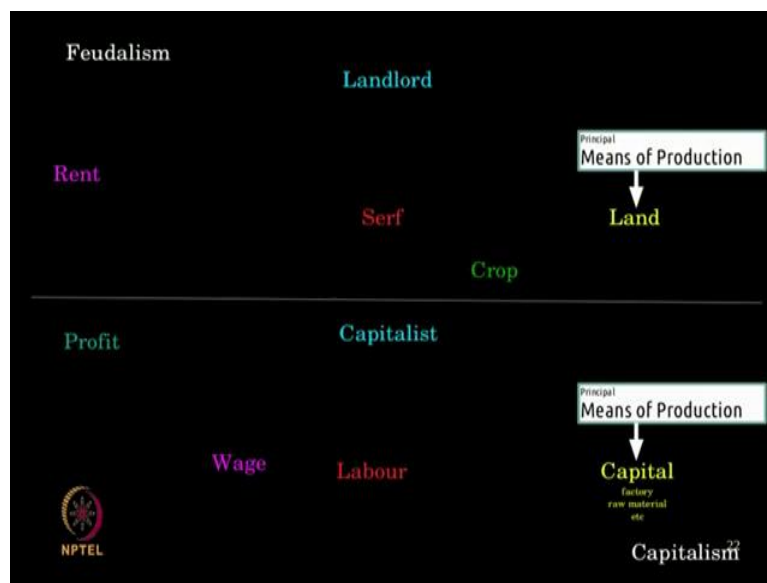 Feudalism
Landlord
Principal
Means of Production
Rent
Serf
Land
Crop
Profit
Capitalist
Principal
Means of Production
Wage
Labour
Capital
factory
raw material
etc
NPTEL
Capitalism
22